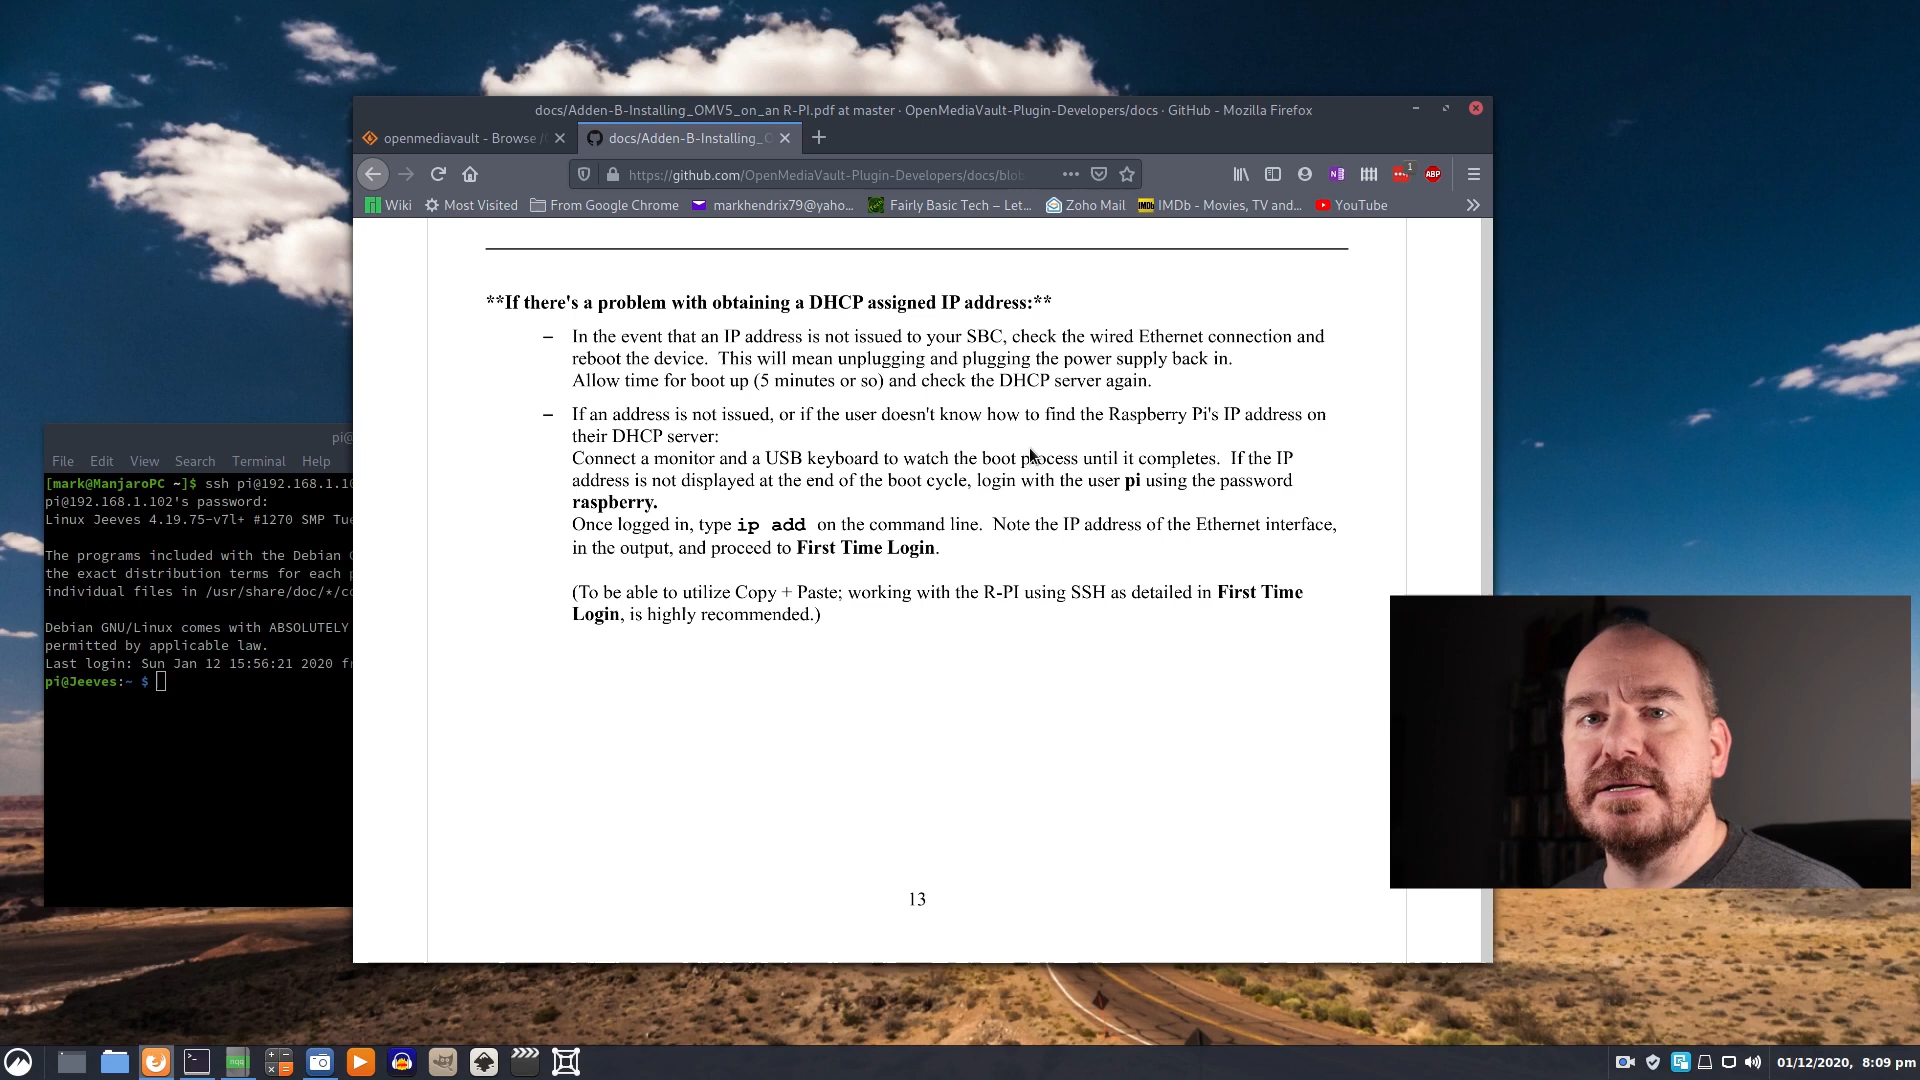 docs/Adden-B-Installing_OMV5_on_an R-PI.pdf at master · OpenMediaVault-Plugin-Developers/docs · GitHub - Mozilla Firefox
openmediavault - Browse /
docs/Adden-B-Installing_
https://github.com/OpenMediaVault-Plugin-Developers/docs/blob
1
ABP
Wiki
Most Visited
From Google Chrome
markhendrix79@yaho...
Fairly Basic Tech – Let...
Zoho Mail
IMDb - Movies, TV and...
YouTube
**If there's a problem with obtaining a DHCP assigned IP address:**
– In the event that an IP address is not issued to your SBC, check the wired Ethernet connection and
reboot the device. This will mean unplugging and plugging the power supply back in.
Allow time for boot up (5 minutes or so) and check the DHCP server again.
– If an address is not issued, or if the user doesn't know how to find the Raspberry Pi's IP address on
their DHCP server:
Connect a monitor and a USB keyboard to watch the boot process until it completes. If the IP
address is not displayed at the end of the boot cycle, login with the user pi using the password
raspberry.
Once logged in, type ip add on the command line. Note the IP address of the Ethernet interface,
in the output, and proceed to First Time Login.
(To be able to utilize Copy + Paste; working with the R-PI using SSH as detailed in First Time
Login, is highly recommended.)
13
pi@
File Edit View Search Terminal Help
[mark@ManjaroPC ~]$ ssh pi@192.168.1.10
pi@192.168.1.102's password:
Linux Jeeves 4.19.75-v7l+ #1270 SMP Tue
The programs included with the Debian
the exact distribution terms for each
individual files in /usr/share/doc/*/co
Debian GNU/Linux comes with ABSOLUTELY
permitted by applicable law.
Last login: Sun Jan 12 15:56:21 2020 fr
pi@Jeeves:~ $
01/12/2020, 8:09 pm